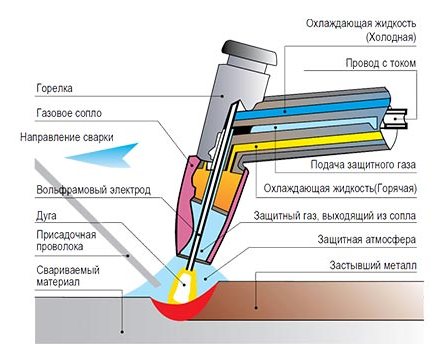 Охлаждающая жидкость
(Холодная)
Провод с током
Горелка
Газовое сопло
Направление сварки
Подача защитного газа
Охлаждающая жидкость(Горячая)
Вольфрамовый электрод
Дуга
Защитный газ, выходящий из сопла
Присадочная
проволока
Защитная атмосфера
Свариваемый
материал
Застывший металл